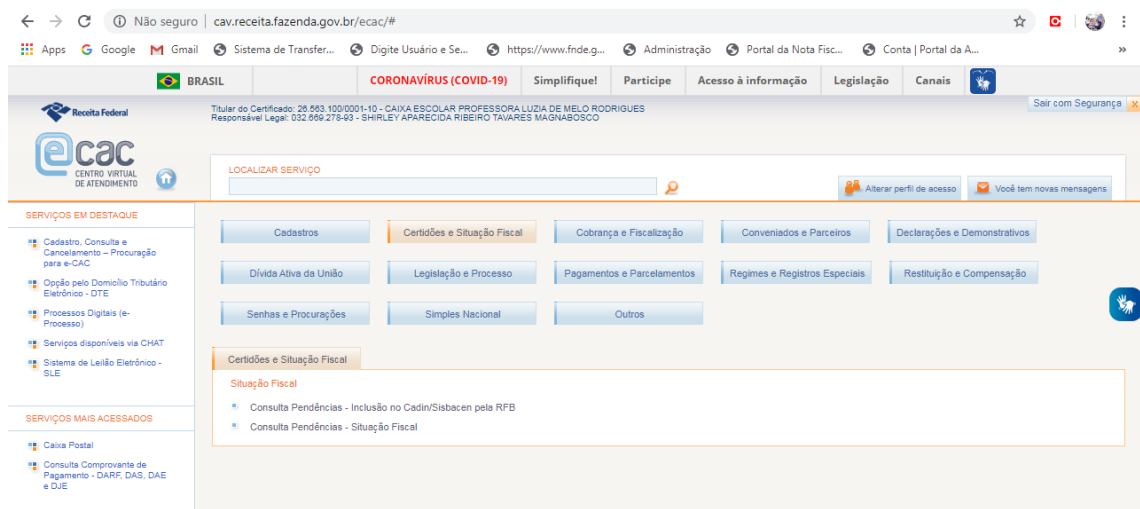 Não seguro | cav.receita.fazenda.gov.br/ecac/#
Apps Google Gmail Sistema de Transfer... Digite Usuário e Se... https://www.fnde.g... Administração Portal da Nota Fisc... Conta | Portal da A... »
BRASIL CORONAVÍRUS (COVID-19) Simplifique! Participe Acesso à informação Legislação Canais
Receita Federal
Titular do Certificado: 26.563.100/0001-10 - CAIXA ESCOLAR PROFESSORA LUZIA DE MELO RODRIGUES
Responsável Legal: 032.669.278-93 - SHIRLEY APARECIDA RIBEIRO TAVARES MAGNABOSCO
Sair com Segurança x
ecac
CENTRO VIRTUAL
DE ATENDIMENTO
LOCALIZAR SERVIÇO
Alterar perfil de acesso Você tem novas mensagens
SERVIÇOS EM DESTAQUE
Cadastro, Consulta e
Cancelamento – Procuração
para e-CAC
Opção pelo Domicílio Tributário
Eletrônico - DTE
Processos Digitais (e-
Processo)
Serviços disponíveis via CHAT
Sistema de Leilão Eletrônico -
SLE
SERVIÇOS MAIS ACESSADOS
Caixa Postal
Consulta Comprovante de
Pagamento - DARF, DAS, DAE
e DJE
Cadastros Certidões e Situação Fiscal Cobrança e Fiscalização Conveniados e Parceiros Declarações e Demonstrativos
Dívida Ativa da União Legislação e Processo Pagamentos e Parcelamentos Regimes e Registros Especiais Restituição e Compensação
Senhas e Procurações Simples Nacional Outros
Certidões e Situação Fiscal
Situação Fiscal
Consulta Pendências - Inclusão no Cadin/Sisbacen pela RFB
Consulta Pendências - Situação Fiscal